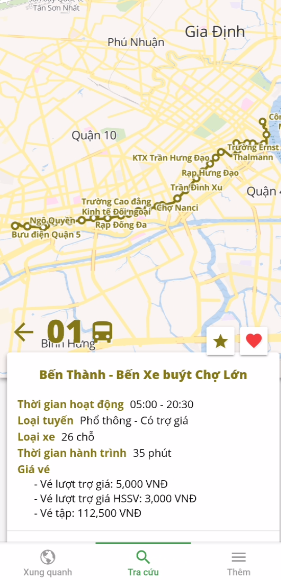 Tân Sơn Nhất
Gia Định
Phú Nhuận
Quận 10
Trường Ernst
Thalmann
KTX Trần Hưng Đạo
Rạp Hưng Đạo
Quận 4
Trần Đình Xu
Trường Cao đẳng
Kinh tế Đối ngoại
Chợ Nanci
Ngô Quyền
Rạp Đống Đa
Bưu điện Quận 5
01
Bình Hưng
Bến Thành - Bến Xe buýt Chợ Lớn
Thời gian hoạt động 05:00 - 20:30
Loại tuyến Phổ thông - Có trợ giá
Loại xe 26 chỗ
Thời gian hành trình 35 phút
Giá vé
- Vé lượt trợ giá: 5,000 VNĐ
- Vé lượt trợ giá HSSV: 3,000 VNĐ
- Vé tập: 112,500 VNĐ
Xung quanh
Tra cứu
Thêm